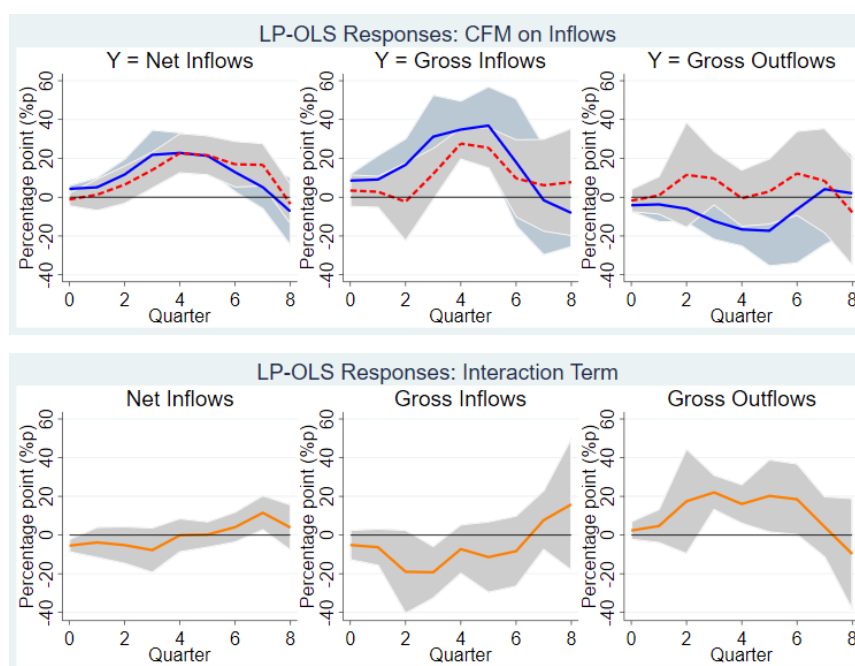 LP-OLS Responses: CFM on Inflows
Y = Net Inflows
Y = Gross Inflows
Y = Gross Outflows
Percentage point (%p)
60
40
20
0
-20
-40
0 2 4 6 8
Quarter
Percentage point (%p)
60
40
20
0
-20
-40
0 2 4 6 8
Quarter
Percentage point (%p)
60
40
20
0
-20
-40
0 2 4 6 8
Quarter
LP-OLS Responses: Interaction Term
Net Inflows
Gross Inflows
Gross Outflows
Percentage point (%p)
60
40
20
0
-20
-40
0 2 4 6 8
Quarter
Percentage point (%p)
60
40
20
0
-20
-40
0 2 4 6 8
Quarter
Percentage point (%p)
60
40
20
0
-20
-40
0 2 4 6 8
Quarter